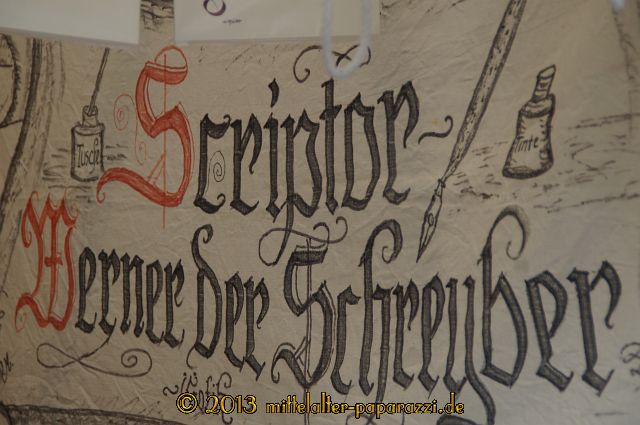 Scriptor
Tusche
Tinte
Werner der Schreyber
© 2013 mittelalter-paparazzi.de